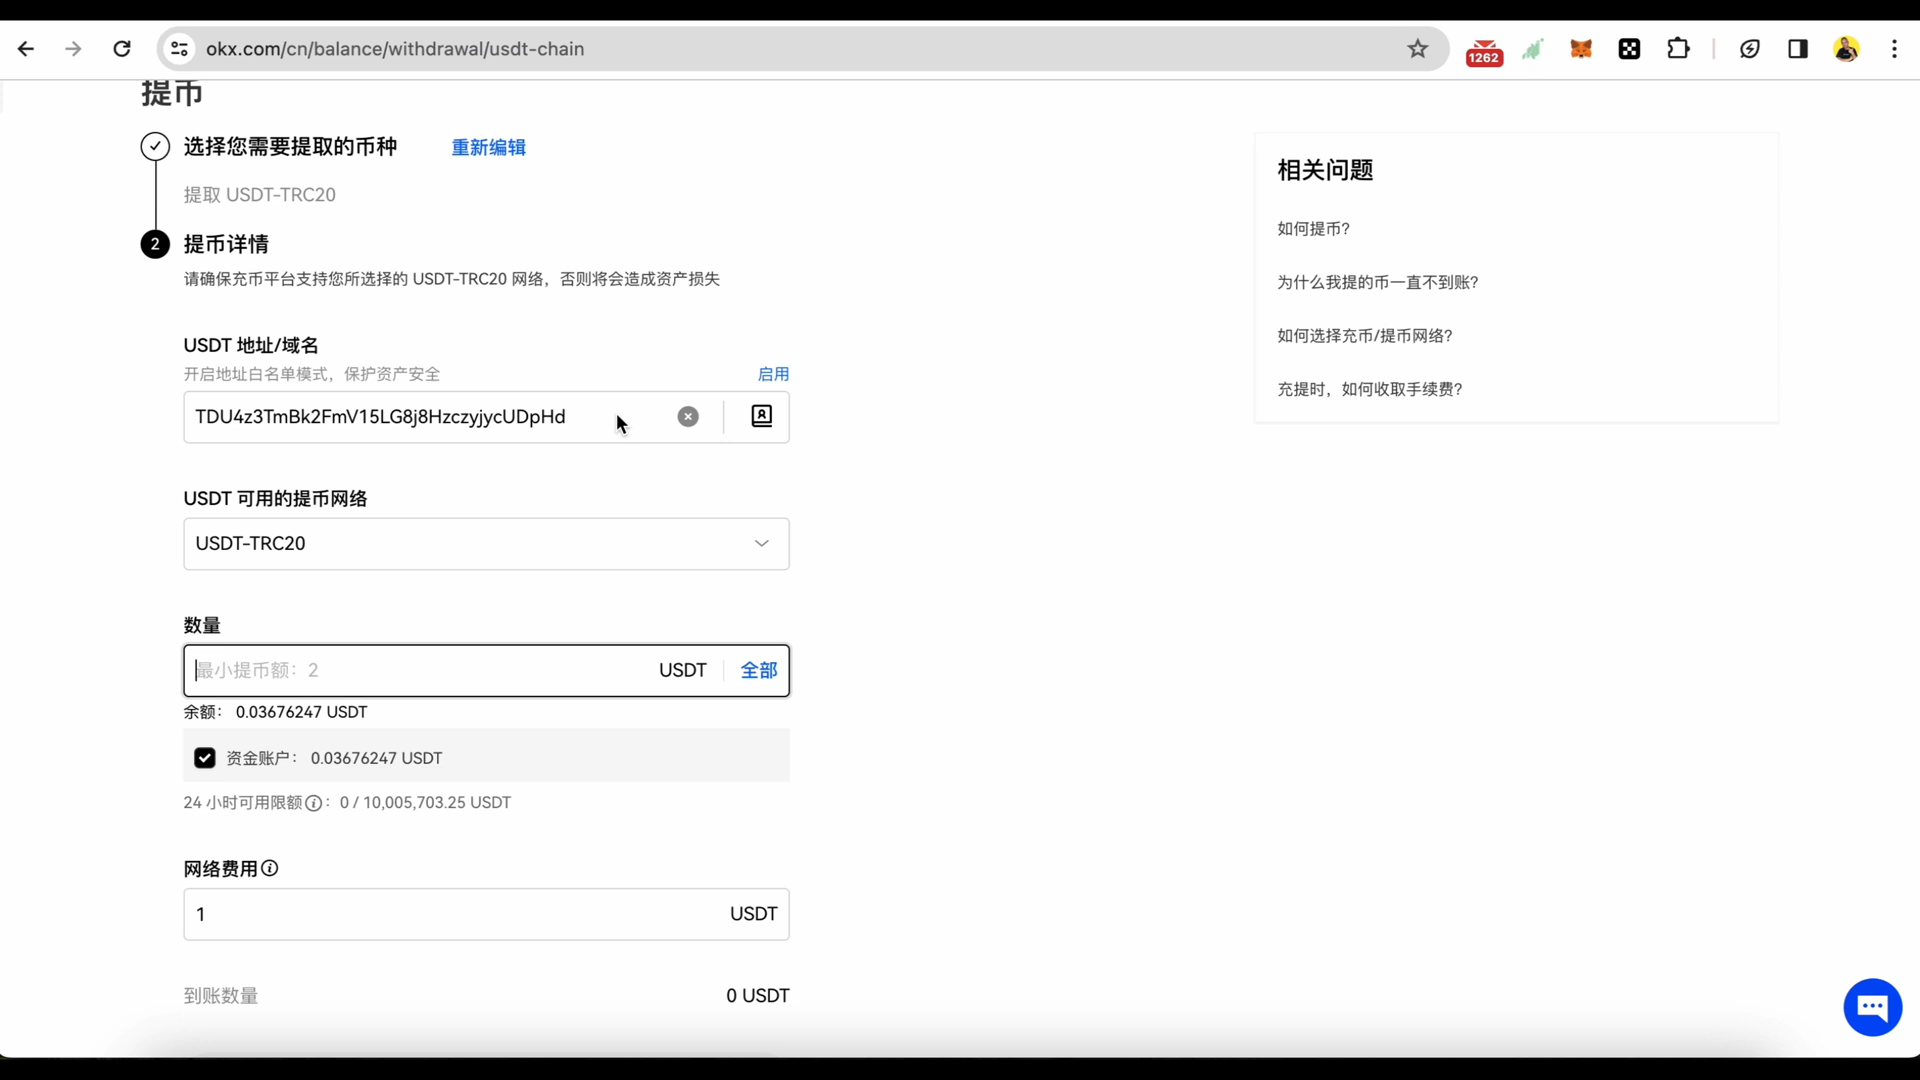 okx.com/cn/balance/withdrawal/usdt-chain
1262
提币
选择您需要提取的币种 重新编辑
提取 USDT-TRC20
2 提币详情
请确保充币平台支持您所选择的 USDT-TRC20 网络，否则将会造成资产损失
USDT 地址/域名
开启地址白名单模式，保护资产安全 启用
TDU4z3TmBk2FmV15LG8j8HzczyjycUDpHd
USDT 可用的提币网络
USDT-TRC20
数量
最小提币额：2 USDT 全部
余额： 0.03676247 USDT
资金账户： 0.03676247 USDT
24 小时可用限额：0 / 10,005,703.25 USDT
网络费用
1 USDT
到账数量 0 USDT
相关问题
如何提币?
为什么我提的币一直不到账?
如何选择充币/提币网络?
充提时，如何收取手续费?